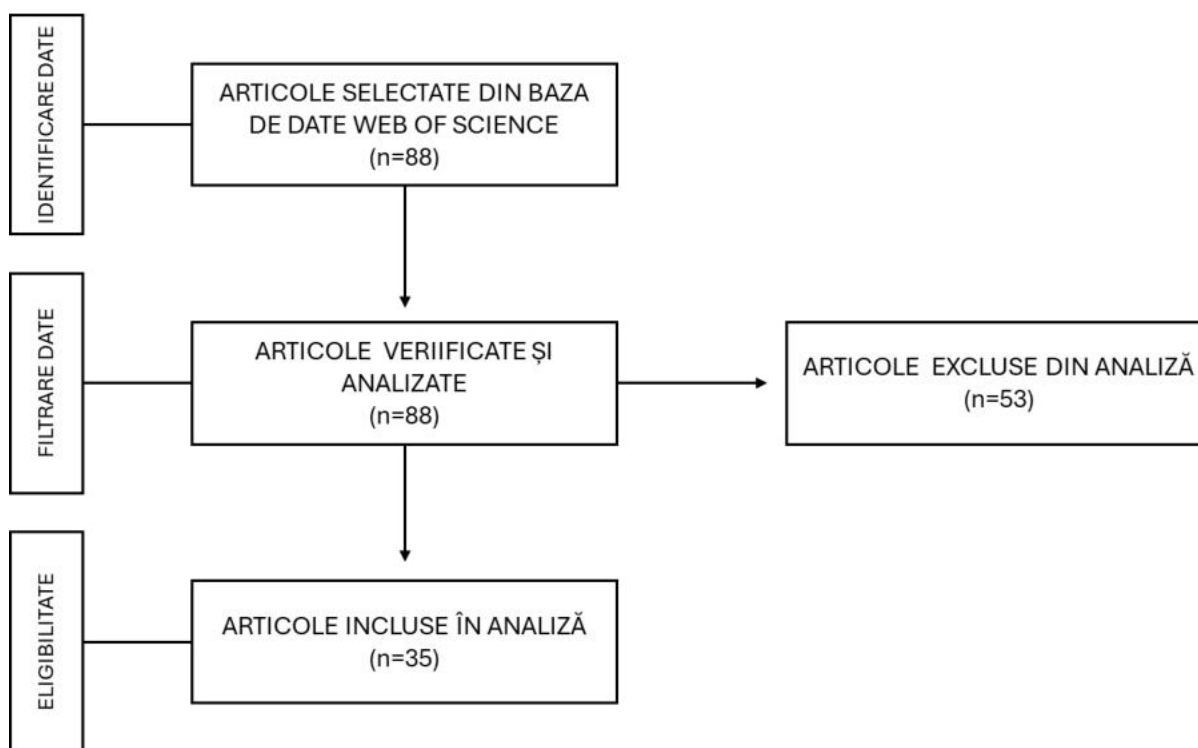 IDENTIFICARE DATE
ARTICOLE SELECTATE DIN BAZA
DE DATE WEB OF SCIENCE
(n=88)
FILTRARE DATE
ARTICOLE VERIIFICATE ȘI
ANALIZATE
(n=88)
ARTICOLE EXCLUSE DIN ANALIZĂ
(n=53)
ELIGIBILITATE
ARTICOLE INCLUSE ÎN ANALIZĂ
(n=35)